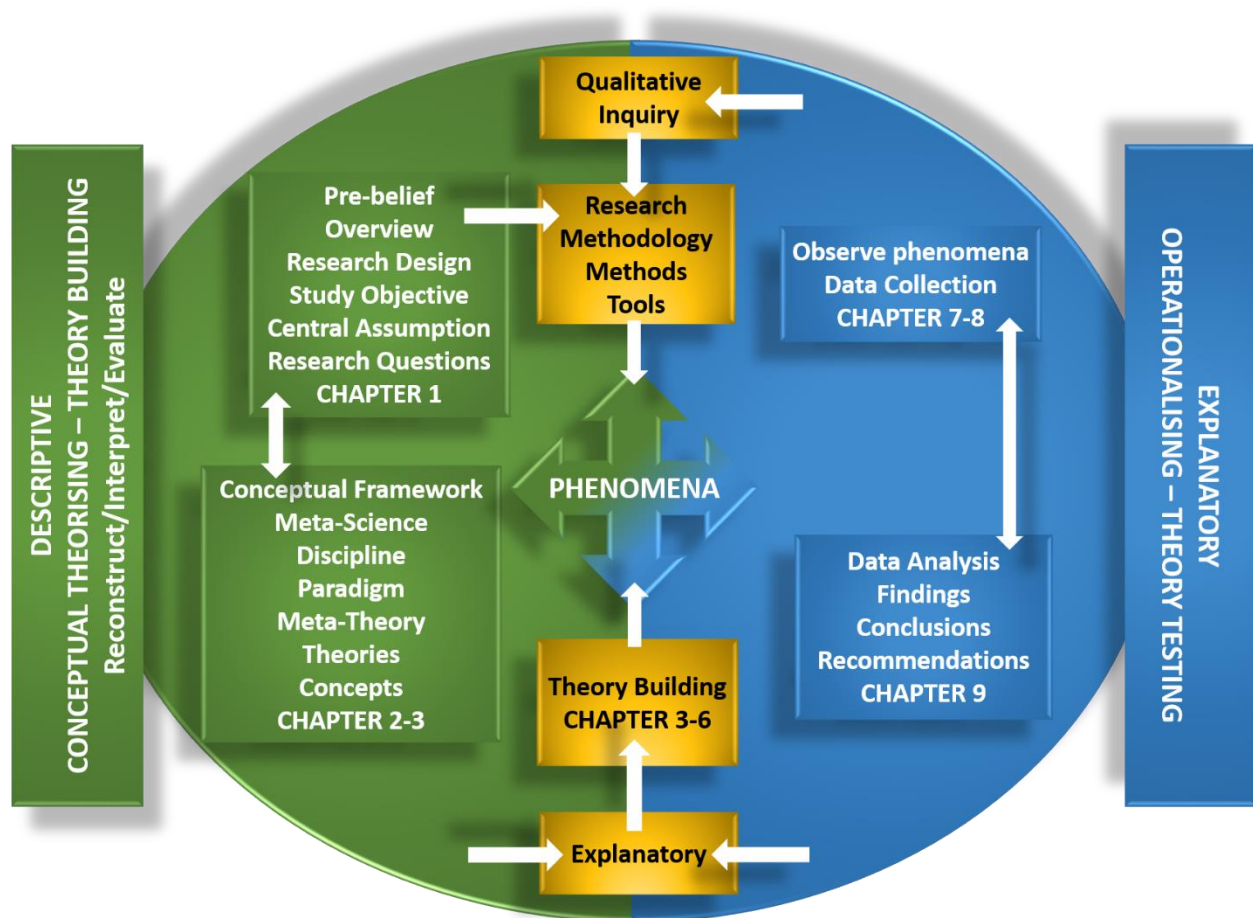 DESCRIPTIVE
CONCEPTUAL THEORISING – THEORY BUILDING
Reconstruct/Interpret/Evaluate
Qualitative
Inquiry
Pre-belief
Overview
Research Design
Study Objective
Central Assumption
Research Questions
CHAPTER 1
Research
Methodology
Methods
Tools
Observe phenomena
Data Collection
CHAPTER 7-8
PHENOMENA
Conceptual Framework
Meta-Science
Discipline
Paradigm
Meta-Theory
Theories
Concepts
CHAPTER 2-3
Theory Building
CHAPTER 3-6
Data Analysis
Findings
Conclusions
Recommendations
CHAPTER 9
Explanatory
EXPLANATORY
OPERATIONALISING – THEORY TESTING